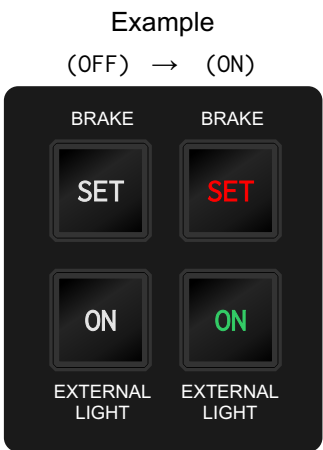 Example
(OFF) → (ON)
BRAKE BRAKE
SET SET
ON ON
EXTERNAL EXTERNAL
LIGHT LIGHT